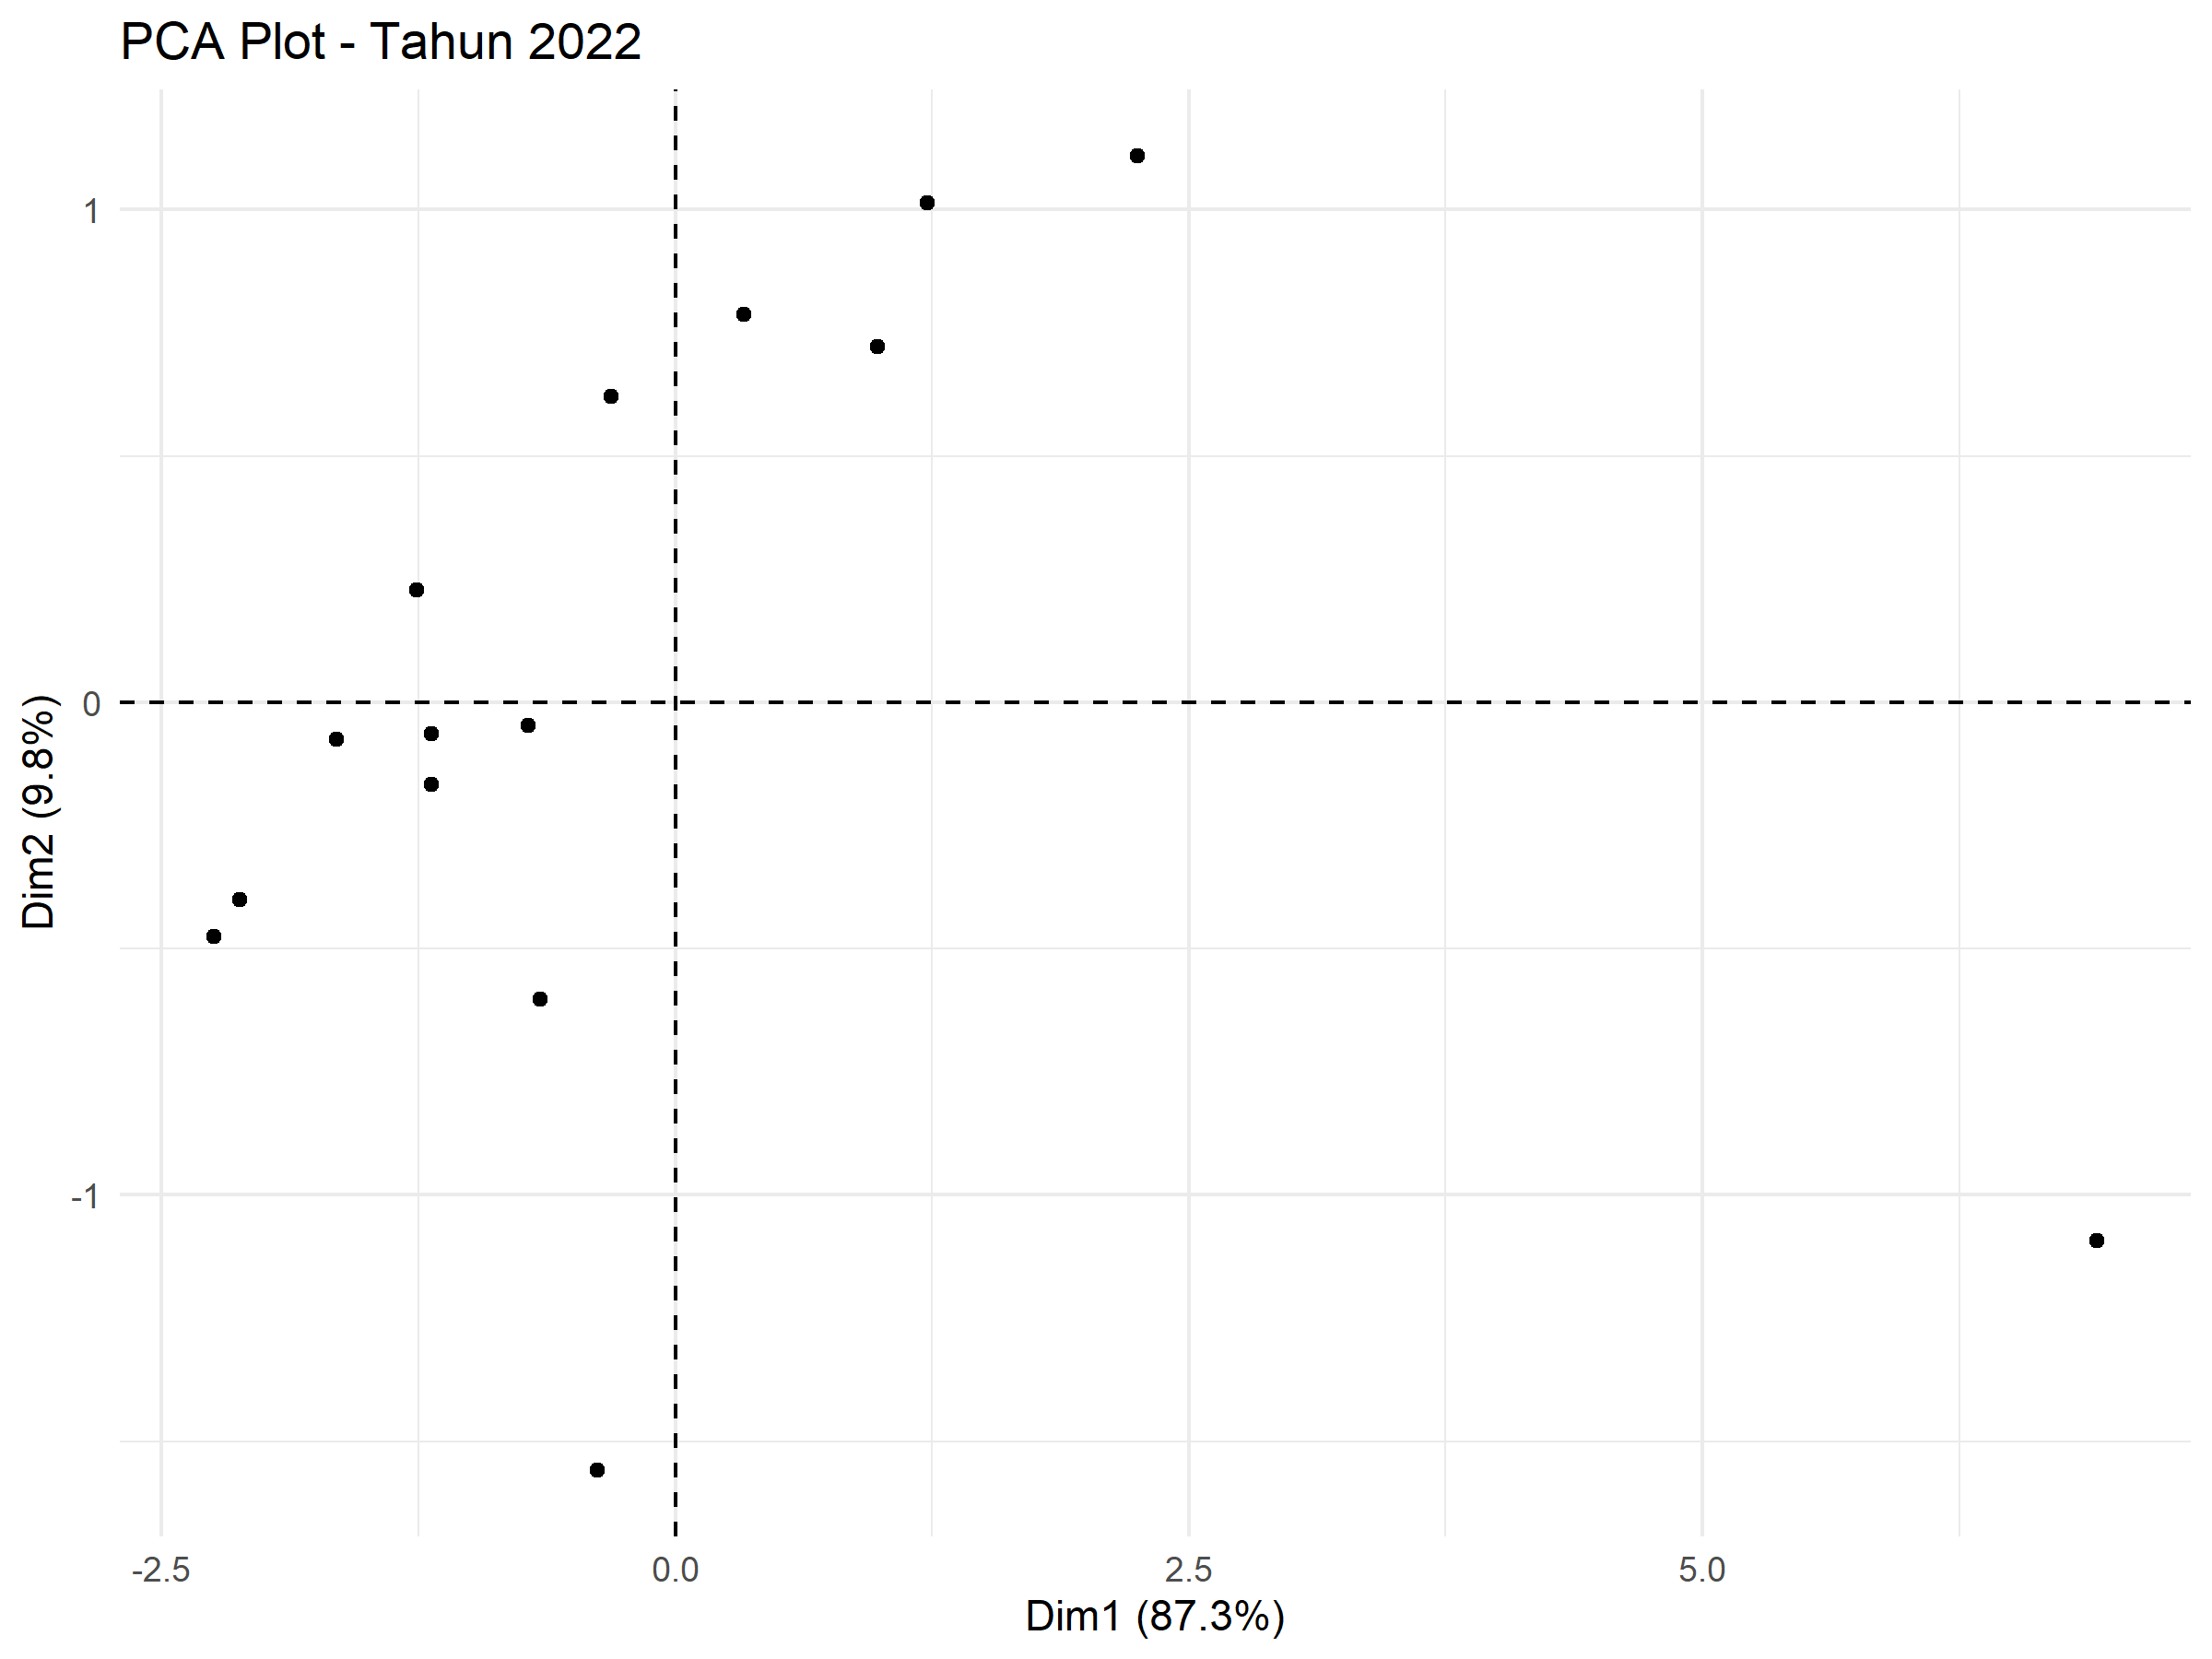 PCA Plot - Tahun 2022
1
0
-1
Dim2 (9.8%)
-2.5 0.0 2.5 5.0
Dim1 (87.3%)